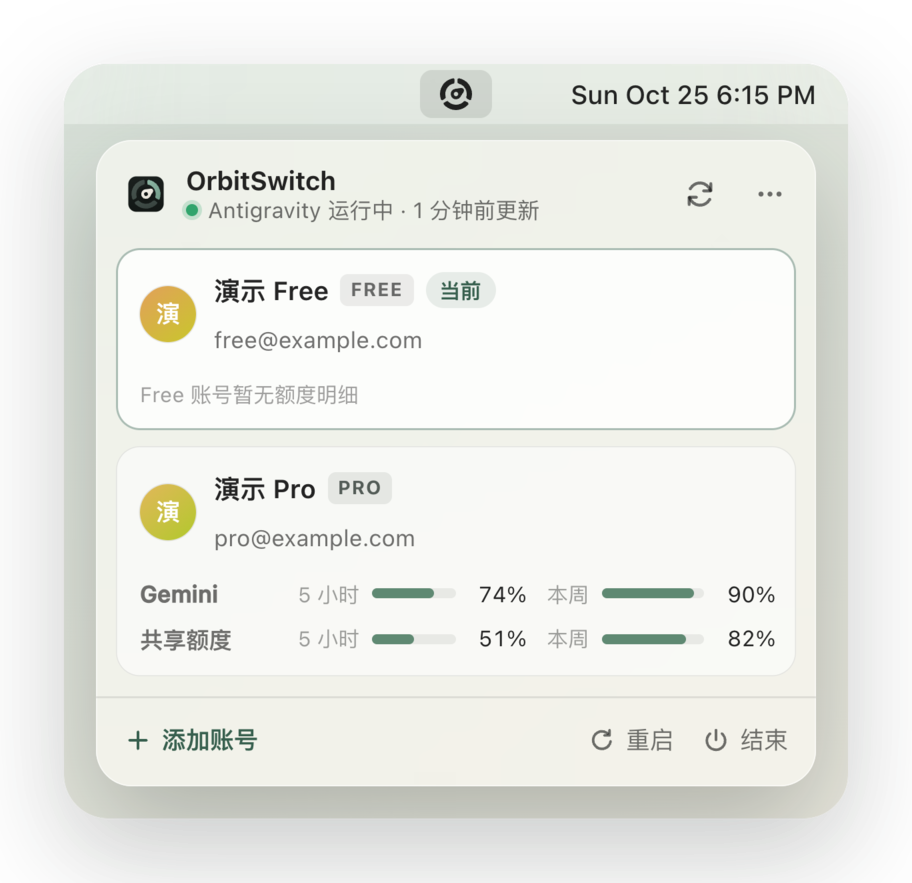 Sun Oct 25 6:15 PM
OrbitSwitch
Antigravity 运行中 · 1 分钟前更新
演 演示 Free FREE 当前
free@example.com
Free 账号暂无额度明细
演 演示 Pro PRO
pro@example.com
Gemini 5 小时 74% 本周 90%
共享额度 5 小时 51% 本周 82%
+ 添加账号 重启 结束